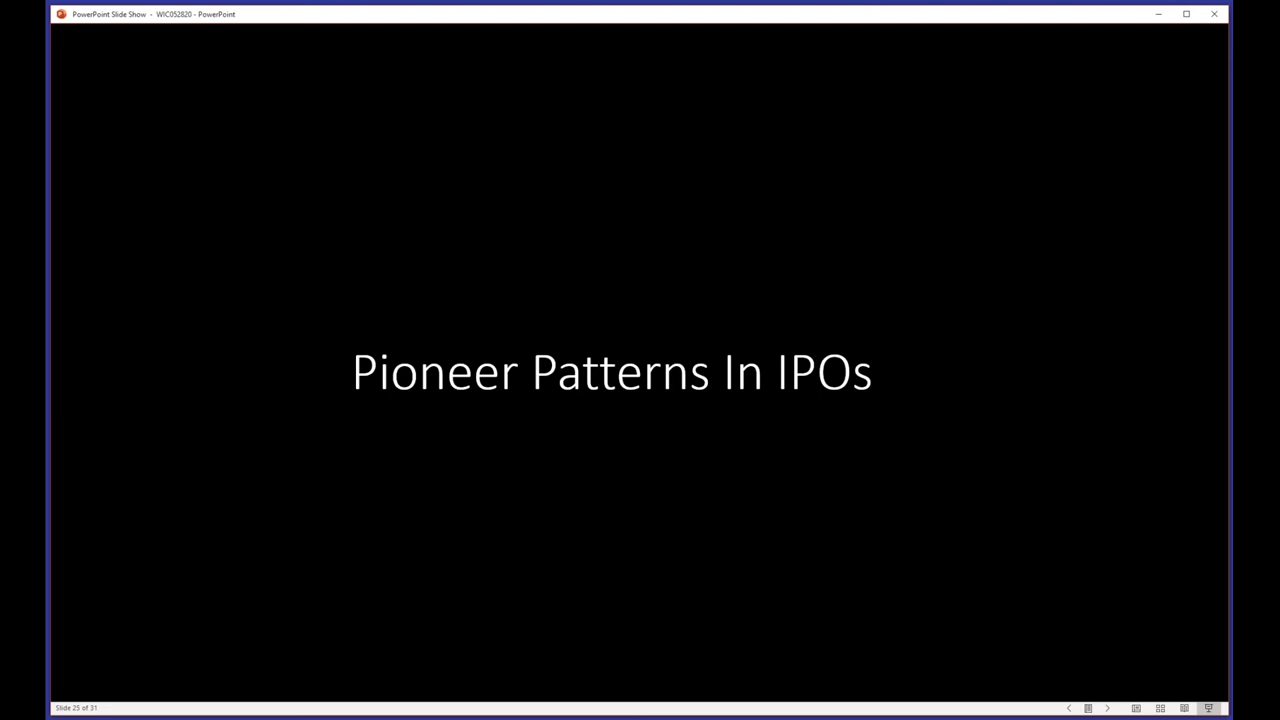 PowerPoint Slide Show - WIC052820 - PowerPoint
Pioneer Patterns In IPOs
Slide 25 of 31